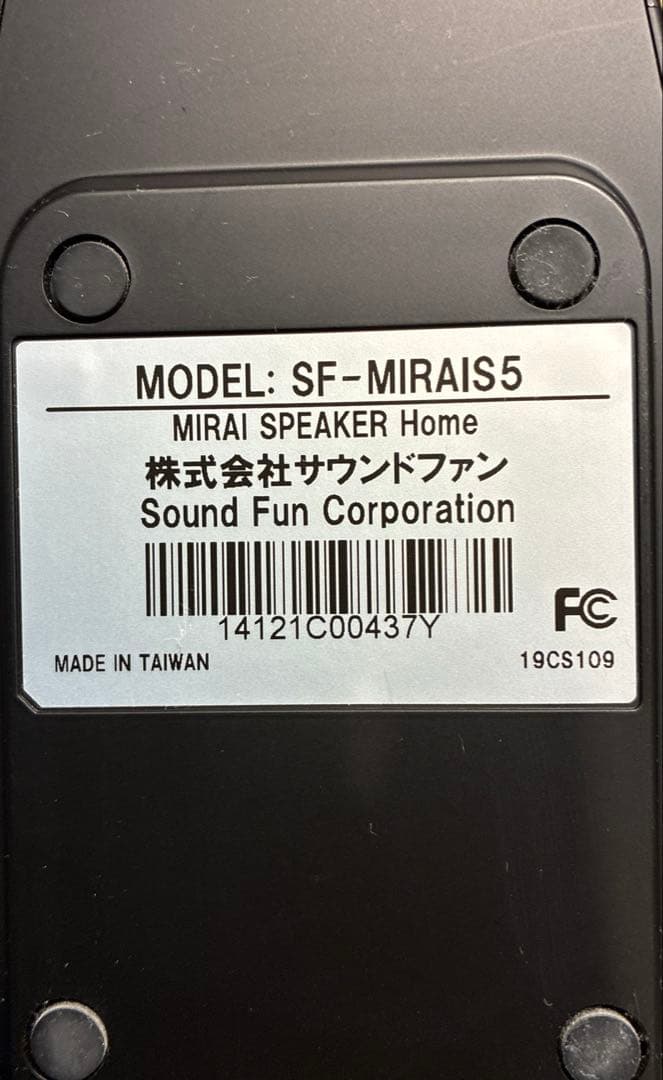 MODEL: SF-MIRAIS5
MIRAI SPEAKER Home
株式会社サウンドファン
Sound Fun Corporation
14121C00437Y
FC
MADE IN TAIWAN
19CS109